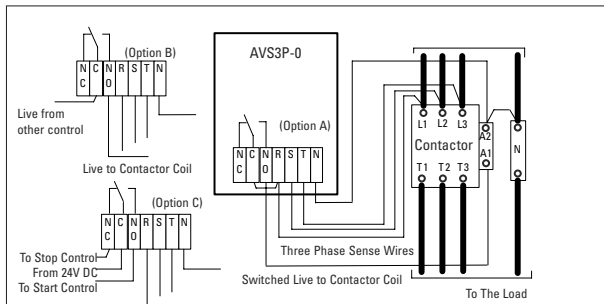 AVS3P-0
(Option B)
N C
C
N O
R
S
T
N
Live from
other control
Live to Contactor Coil
(Option A)
N C
C
N O
R
S
T
N
L1
L2
L3
Contactor
A2
A1
N
T1
T2
T3
(Option C)
N C
C
N O
R
S
T
N
To Stop Control
From 24V DC
To Start Control
Three Phase Sense Wires
Switched Live to Contactor Coil
To The Load